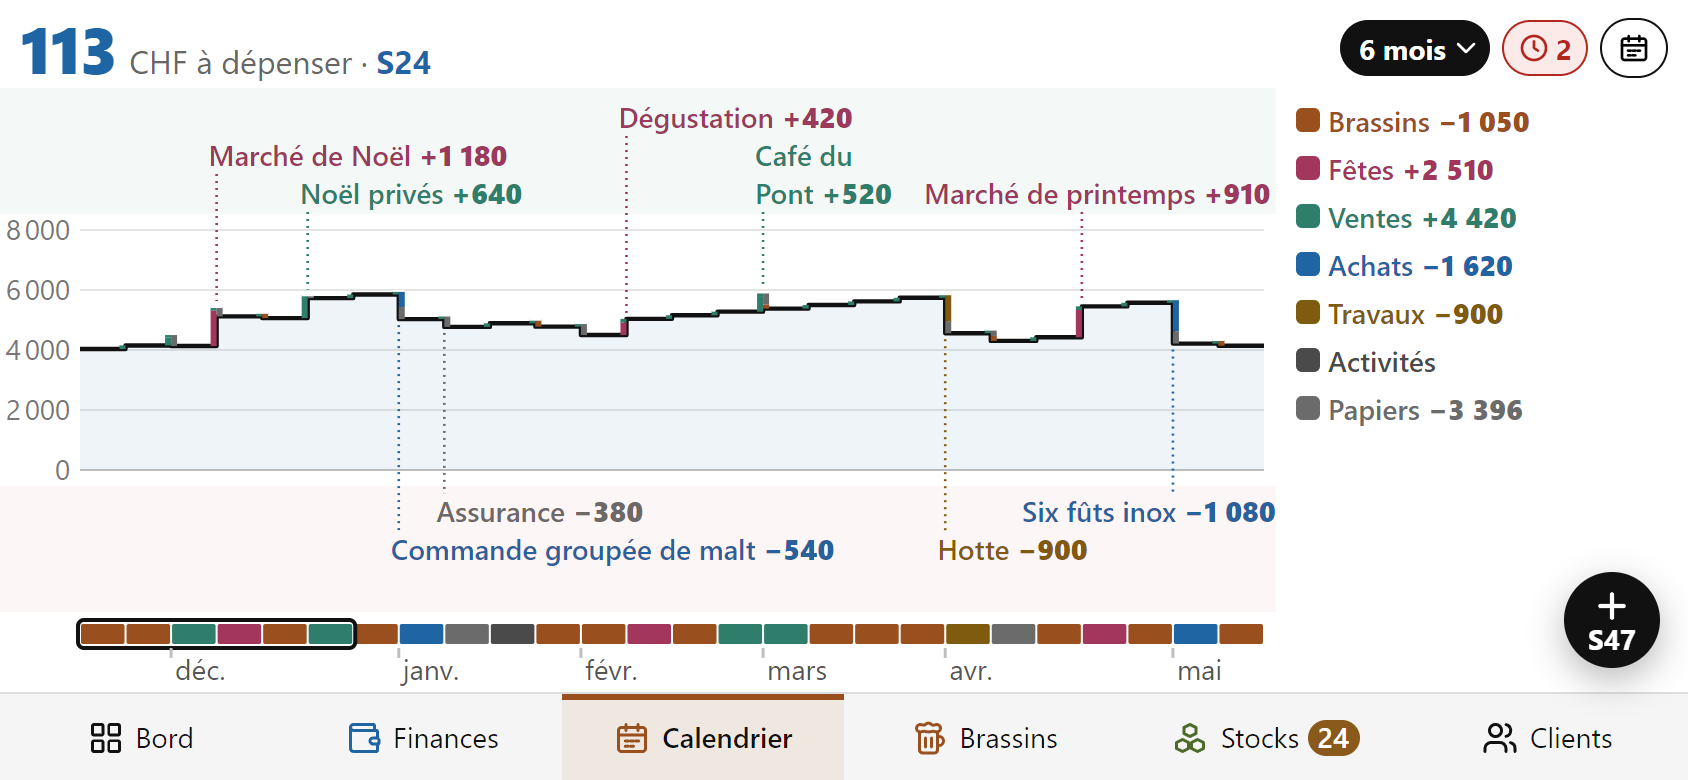 113 CHF à dépenser · S24
6 mois
2
Dégustation +420
Marché de Noël +1 180
Café du
Pont +520
Noël privés +640
Marché de printemps +910
8 000
6 000
4 000
2 000
0
Assurance −380
Six fûts inox −1 080
Commande groupée de malt −540
Hotte −900
déc.
janv.
févr.
mars
avr.
mai
Brassins −1 050
Fêtes +2 510
Ventes +4 420
Achats −1 620
Travaux −900
Activités
Papiers −3 396
+
S47
Bord
Finances
Calendrier
Brassins
Stocks 24
Clients